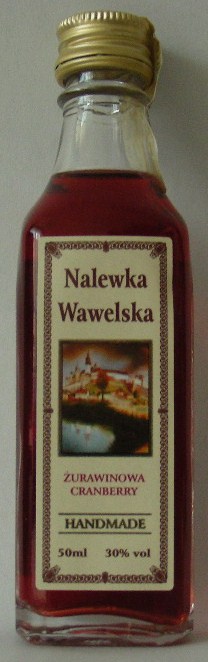 Nalewka
Wawelska
ŻURAWINOWA
CRANBERRY
HANDMADE
50ml 30% vol